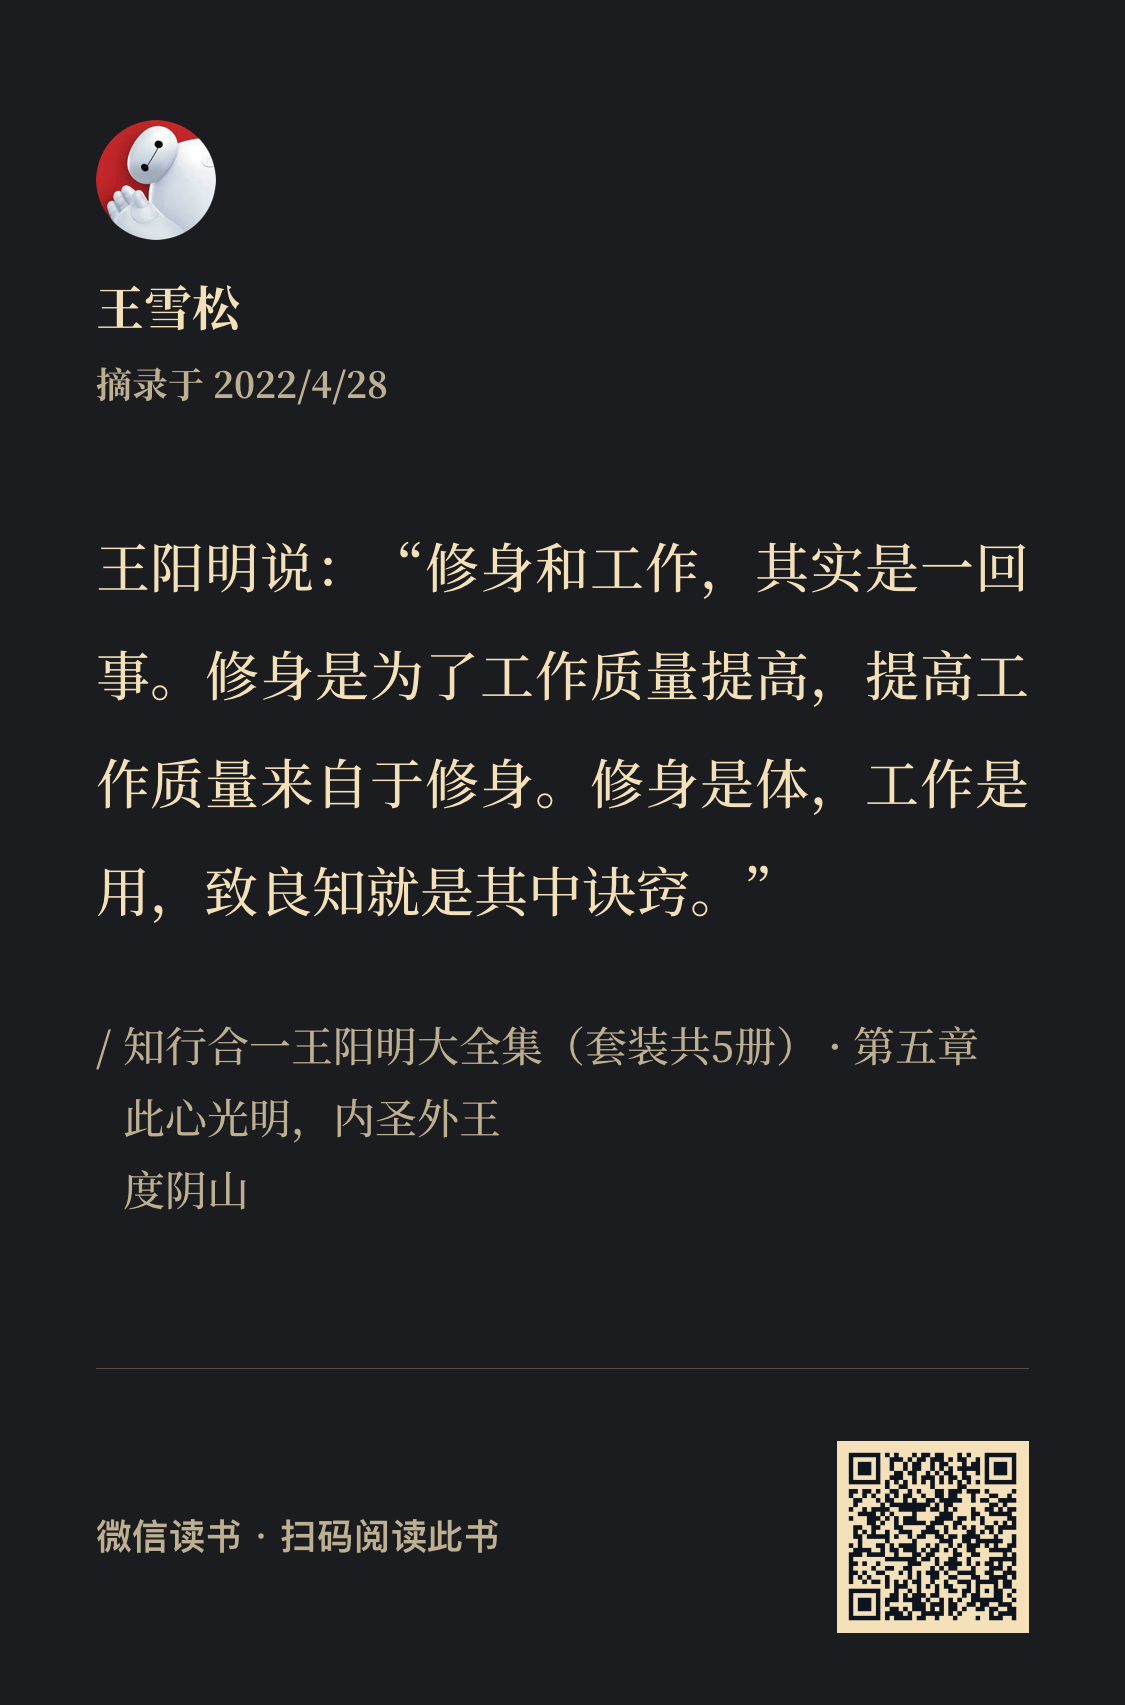 王雪松
摘录于 2022/4/28
王阳明说：“修身和工作，其实是一回
事。修身是为了工作质量提高，提高工
作质量来自于修身。修身是体，工作是
用，致良知就是其中诀窍。”
/ 知行合一王阳明大全集（套装共5册） · 第五章
此心光明，内圣外王
度阴山
微信读书 · 扫码阅读此书